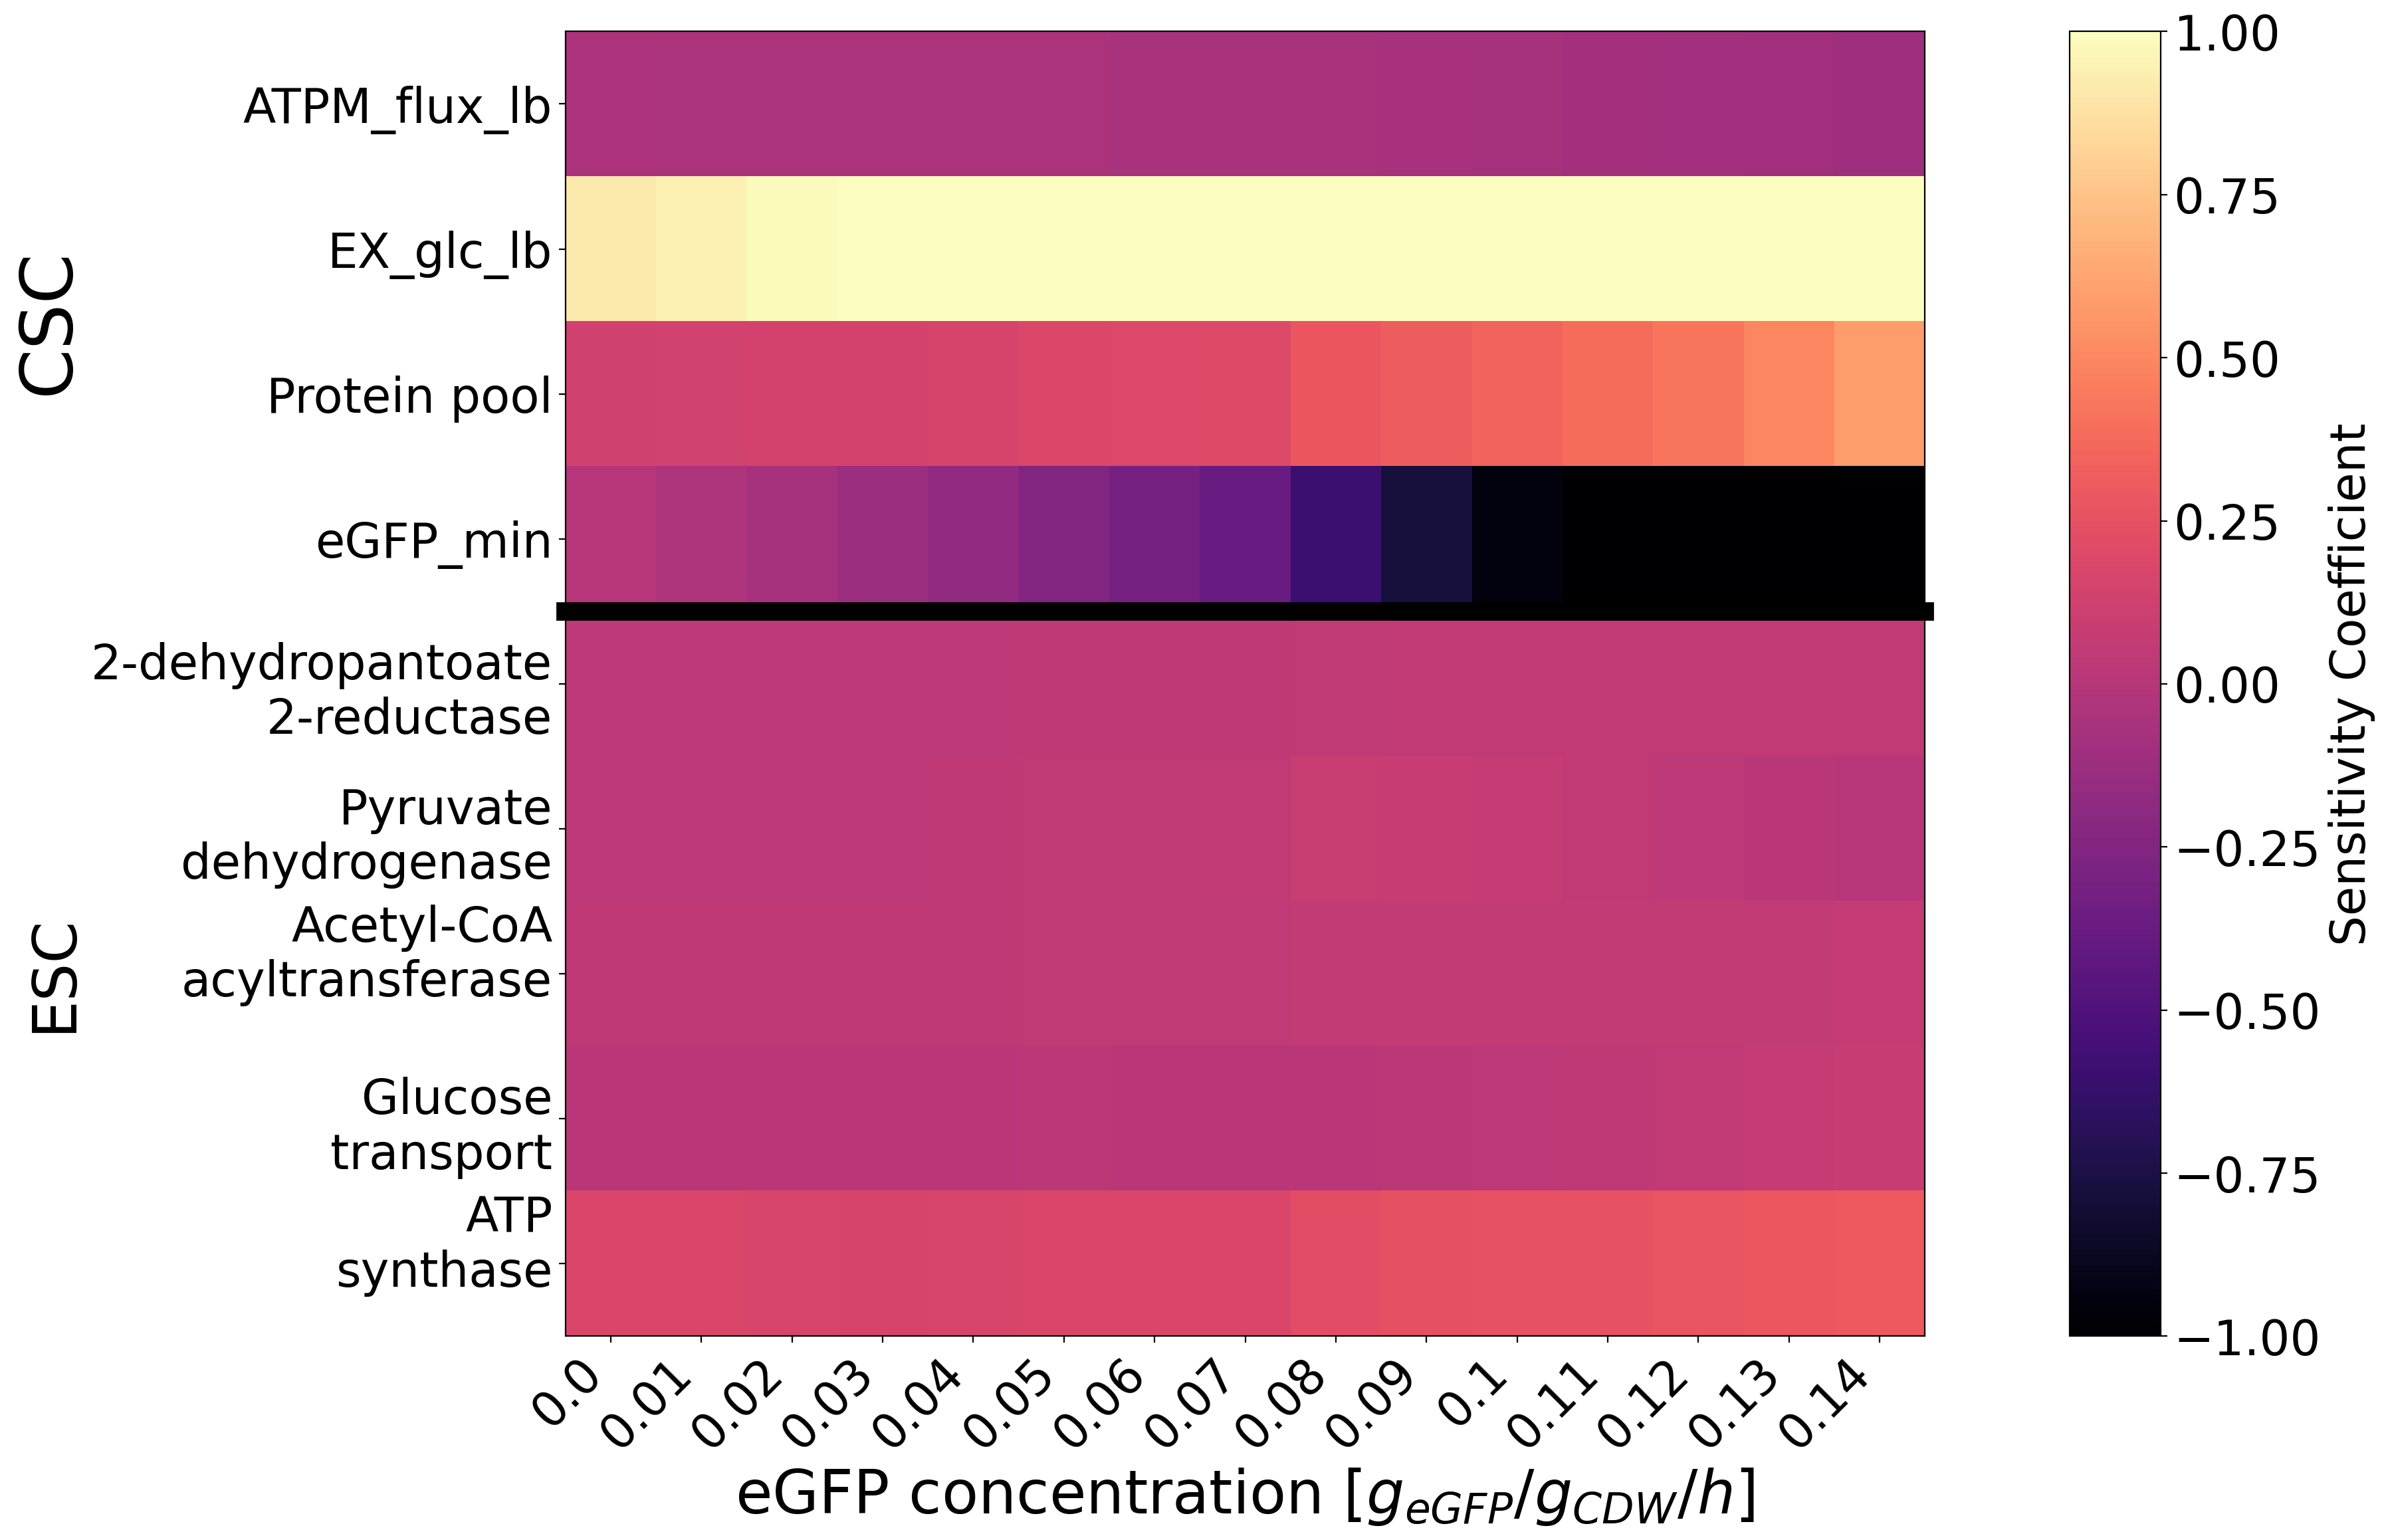 CSC
ATPM_flux_lb
EX_glc_lb
Protein pool
eGFP_min
ESC
2-dehydropantoate
2-reductase
Pyruvate
dehydrogenase
Acetyl-CoA
acyltransferase
Glucose
transport
ATP
synthase
0.0 0.01 0.02 0.03 0.04 0.05 0.06 0.07 0.08 0.09 0.1 0.11 0.12 0.13 0.14
eGFP concentration [g_eGFP/g_CDW/h]
1.00
0.75
0.50
0.25
0.00
−0.25
−0.50
−0.75
−1.00
Sensitivity Coefficient